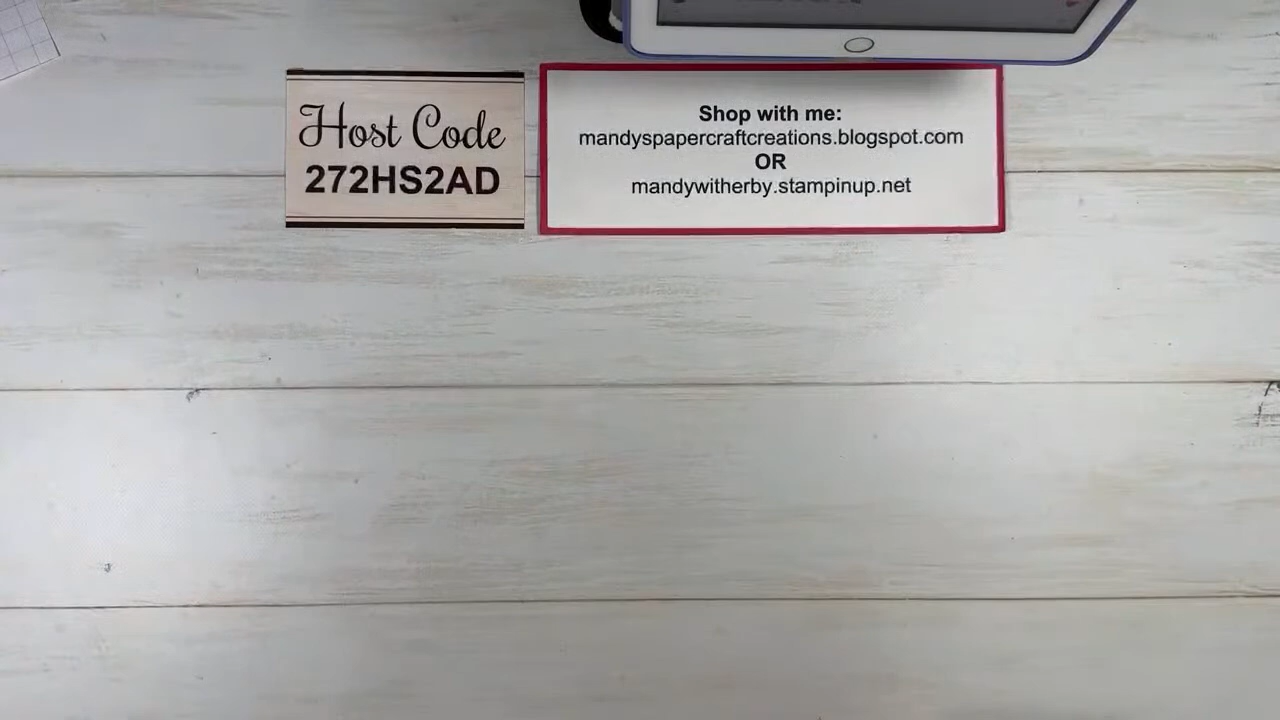 Host Code
272HS2AD
Shop with me:
mandyspapercraftcreations.blogspot.com
OR
mandywitherby.stampinup.net